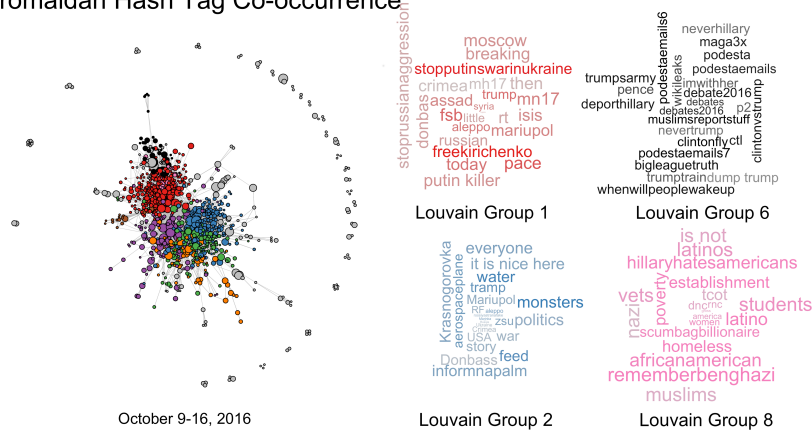 romaidan Hash Tag Co-occurrence
October 9-16, 2016
stoprussianaggression
moscow
breaking
stopputinswarinukraine
crimea mh17 then
assad trump mn17
syria
donbass
fsb little rt isis
aleppo mariupol
russian
freekirichenko
today pace
putin killer
Louvain Group 1
podestaemails6
neverhillary
maga3x
podesta
podestaemails
trumpsarmy
wikileaks
imwithher
pence
debate2016
deporthillary
debates
p2
debates2016
clintonvstrump
muslimsreportstuff
nevertrump
clintonfly ctl
podestaemails7
bigleaguetruth
trumptrain dump trump
whenwillpeoplewakeup
Louvain Group 6
Krasnogorovka
everyone
aerospaceplane
it is nice here
water
tramp
Mariupol monsters
RF aleppo
zsu politics
Crimea
USA war
story
Donbass feed
informnapalm
Louvain Group 2
is not
latinos
hillaryhatesamericans
poverty
establishment
vets tcot
dnc rnc students
nazi
america
women latino
scumbagbillionaire
homeless
africanamerican
rememberbenghazi
muslims
Louvain Group 8